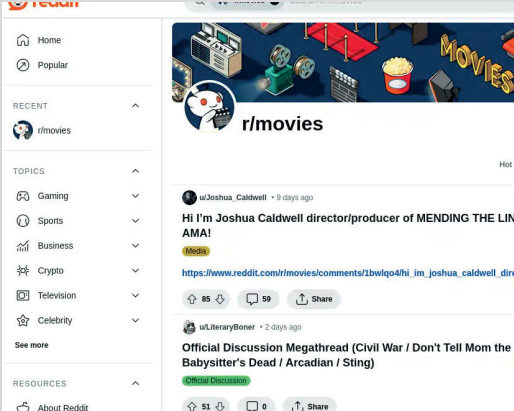 reddit
Home
Popular
RECENT
r/movies
TOPICS
Gaming
Sports
Business
Crypto
Television
Celebrity
See more
RESOURCES
About Reddit
MOVIES
r/movies
Hot
u/Joshua_Caldwell • 9 days ago
Hi I'm Joshua Caldwell director/producer of MENDING THE LIN
AMA!
Media
https://www.reddit.com/r/movies/comments/1bwlqo4/hi_im_joshua_caldwell_dire
85 59 Share
u/LiteraryBoner • 2 days ago
Official Discussion Megathread (Civil War / Don't Tell Mom the
Babysitter's Dead / Arcadian / Sting)
Official Discussion
51 0 Share